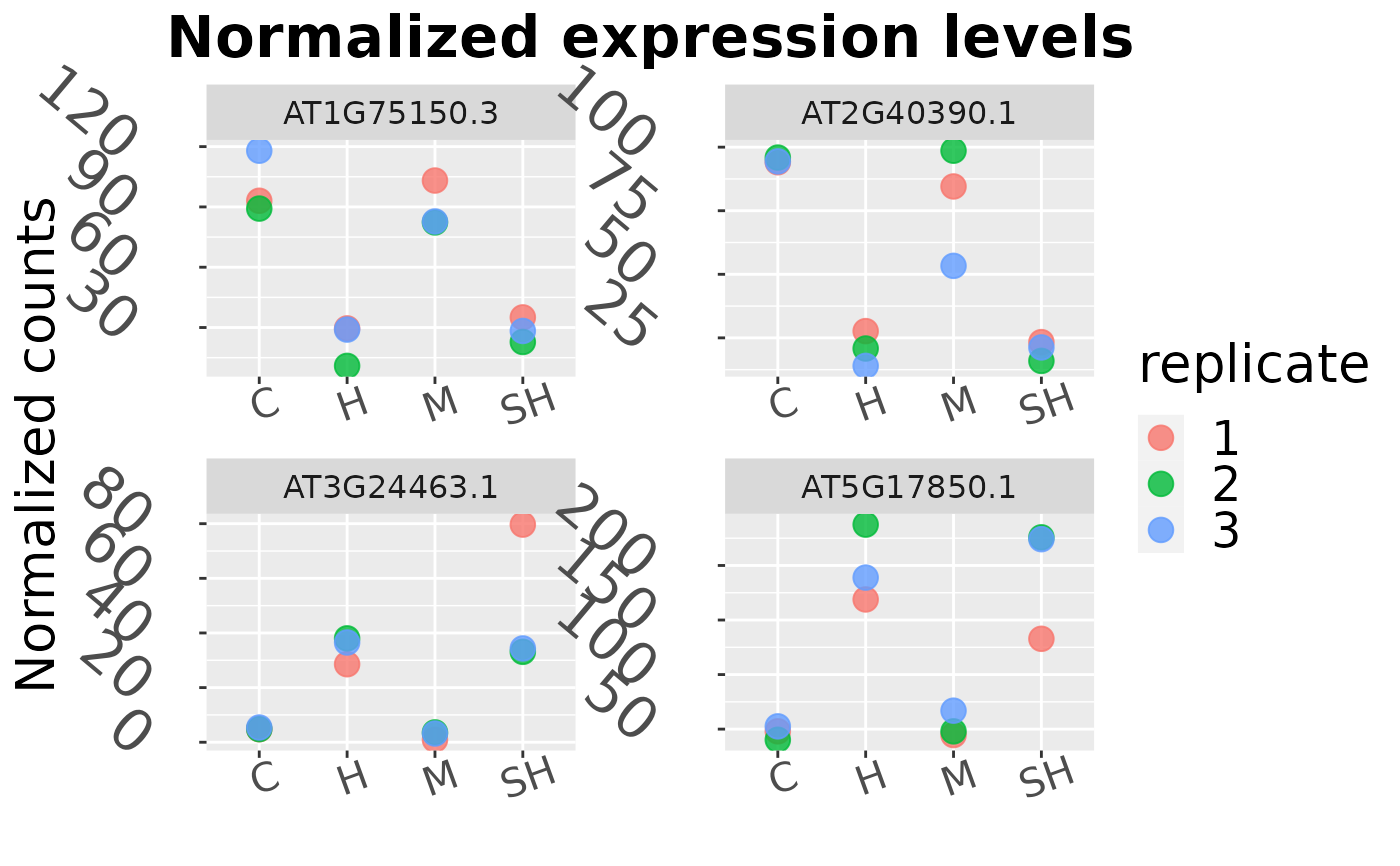 Normalized expression levels
Normalized counts
AT1G75150.3
120
90
60
30
C H M SH
AT2G40390.1
100
75
50
25
C H M SH
AT3G24463.1
80
60
40
20
0
C H M SH
AT5G17850.1
200
150
100
50
C H M SH
replicate
1
2
3